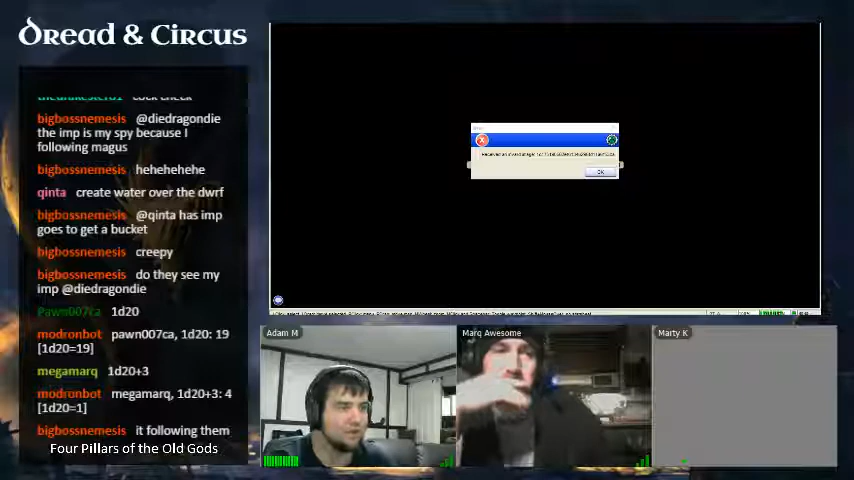 Dread & Circus
bigbossnemesis @diedragondie
the imp is my spy because I
following magus
bigbossnemesis hehehehehe
qinta create water over the dwrf
bigbossnemesis @qinta has imp
goes to get a bucket
bigbossnemesis creepy
bigbossnemesis do they see my
imp @diedragondie
Pawn007ca 1d20
modronbot pawn007ca, 1d20: 19
[1d20=19]
megamarq 1d20+3
modronbot megamarq, 1d20+3: 4
[1d20=1]
bigbossnemesis it following them
Four Pillars of the Old Gods
OK
Adam M
Marq Awesome
Marty K